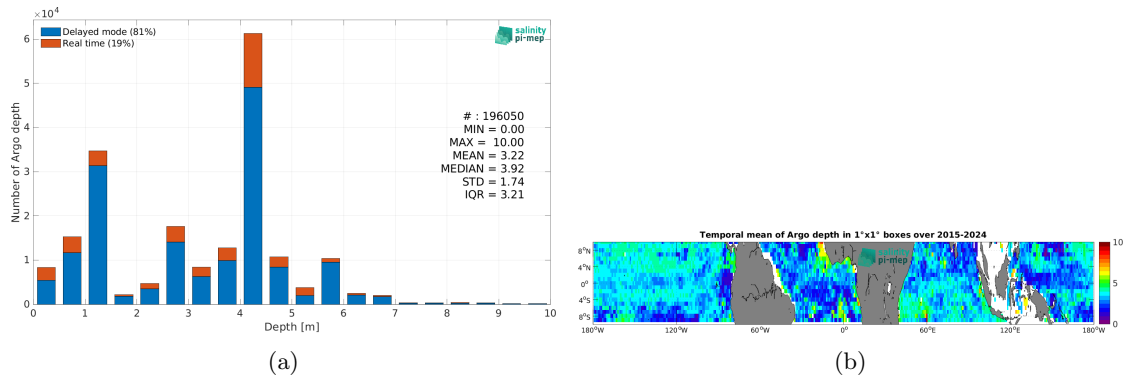 ×10⁴
6
5
4
3
2
1
0
Number of Argo depth
Delayed mode (81%)
Real time (19%)
salinity
pi-mep
# : 196050
MIN = 0.00
MAX = 10.00
MEAN = 3.22
MEDIAN = 3.92
STD = 1.74
IQR = 3.21
0 1 2 3 4 5 6 7 8 9 10
Depth [m]
(a)
Temporal mean of Argo depth in 1°x1° boxes over 2015-2024
8°N
4°N
0°
4°S
8°S
salinity
pi-mep
180°W 120°W 60°W 0° 60°E 120°E 180°W
10
5
0
(b)